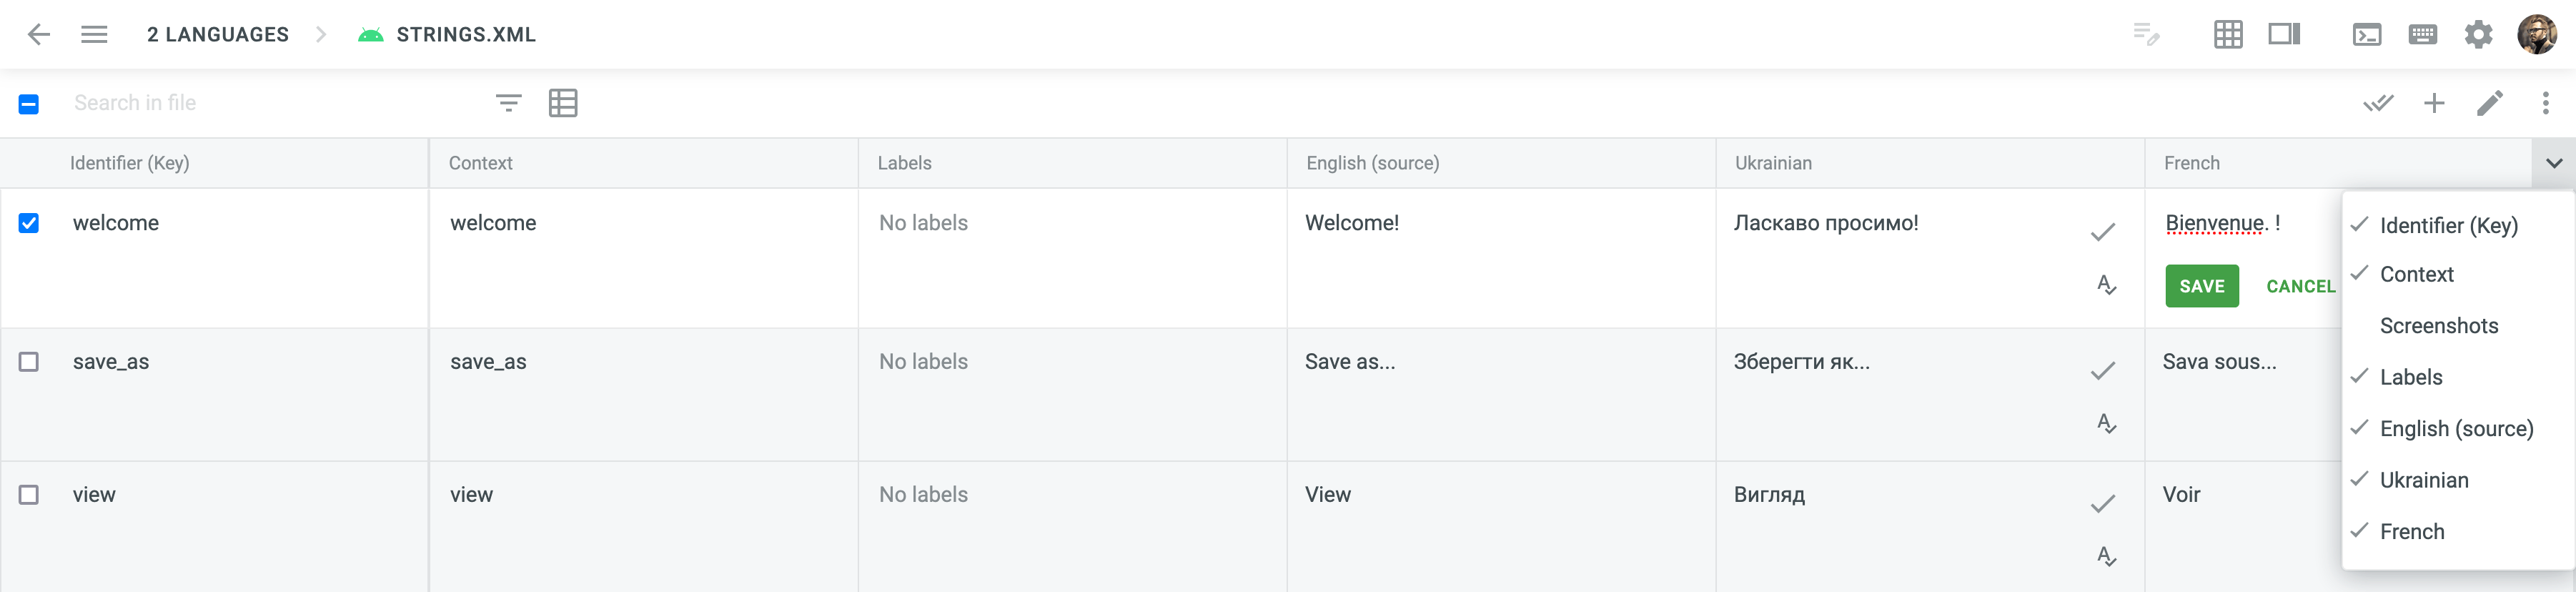 2 LANGUAGES STRINGS.XML
Search in file
Identifier (Key) Context Labels English (source) Ukrainian French
welcome welcome No labels Welcome! Ласкаво просимо! Bienvenue. !
SAVE CANCEL
save_as save_as No labels Save as... Зберегти як... Sava sous...
view view No labels View Вигляд Voir
Identifier (Key)
Context
Screenshots
Labels
English (source)
Ukrainian
French